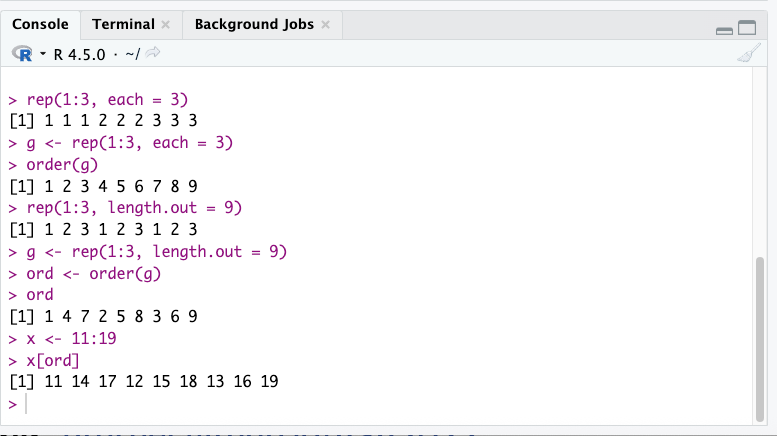 Console Terminal × Background Jobs ×
R R 4.5.0 · ~/
> rep(1:3, each = 3)
[1] 1 1 1 2 2 2 3 3 3
> g <- rep(1:3, each = 3)
> order(g)
[1] 1 2 3 4 5 6 7 8 9
> rep(1:3, length.out = 9)
[1] 1 2 3 1 2 3 1 2 3
> g <- rep(1:3, length.out = 9)
> ord <- order(g)
> ord
[1] 1 4 7 2 5 8 3 6 9
> x <- 11:19
> x[ord]
[1] 11 14 17 12 15 18 13 16 19
>